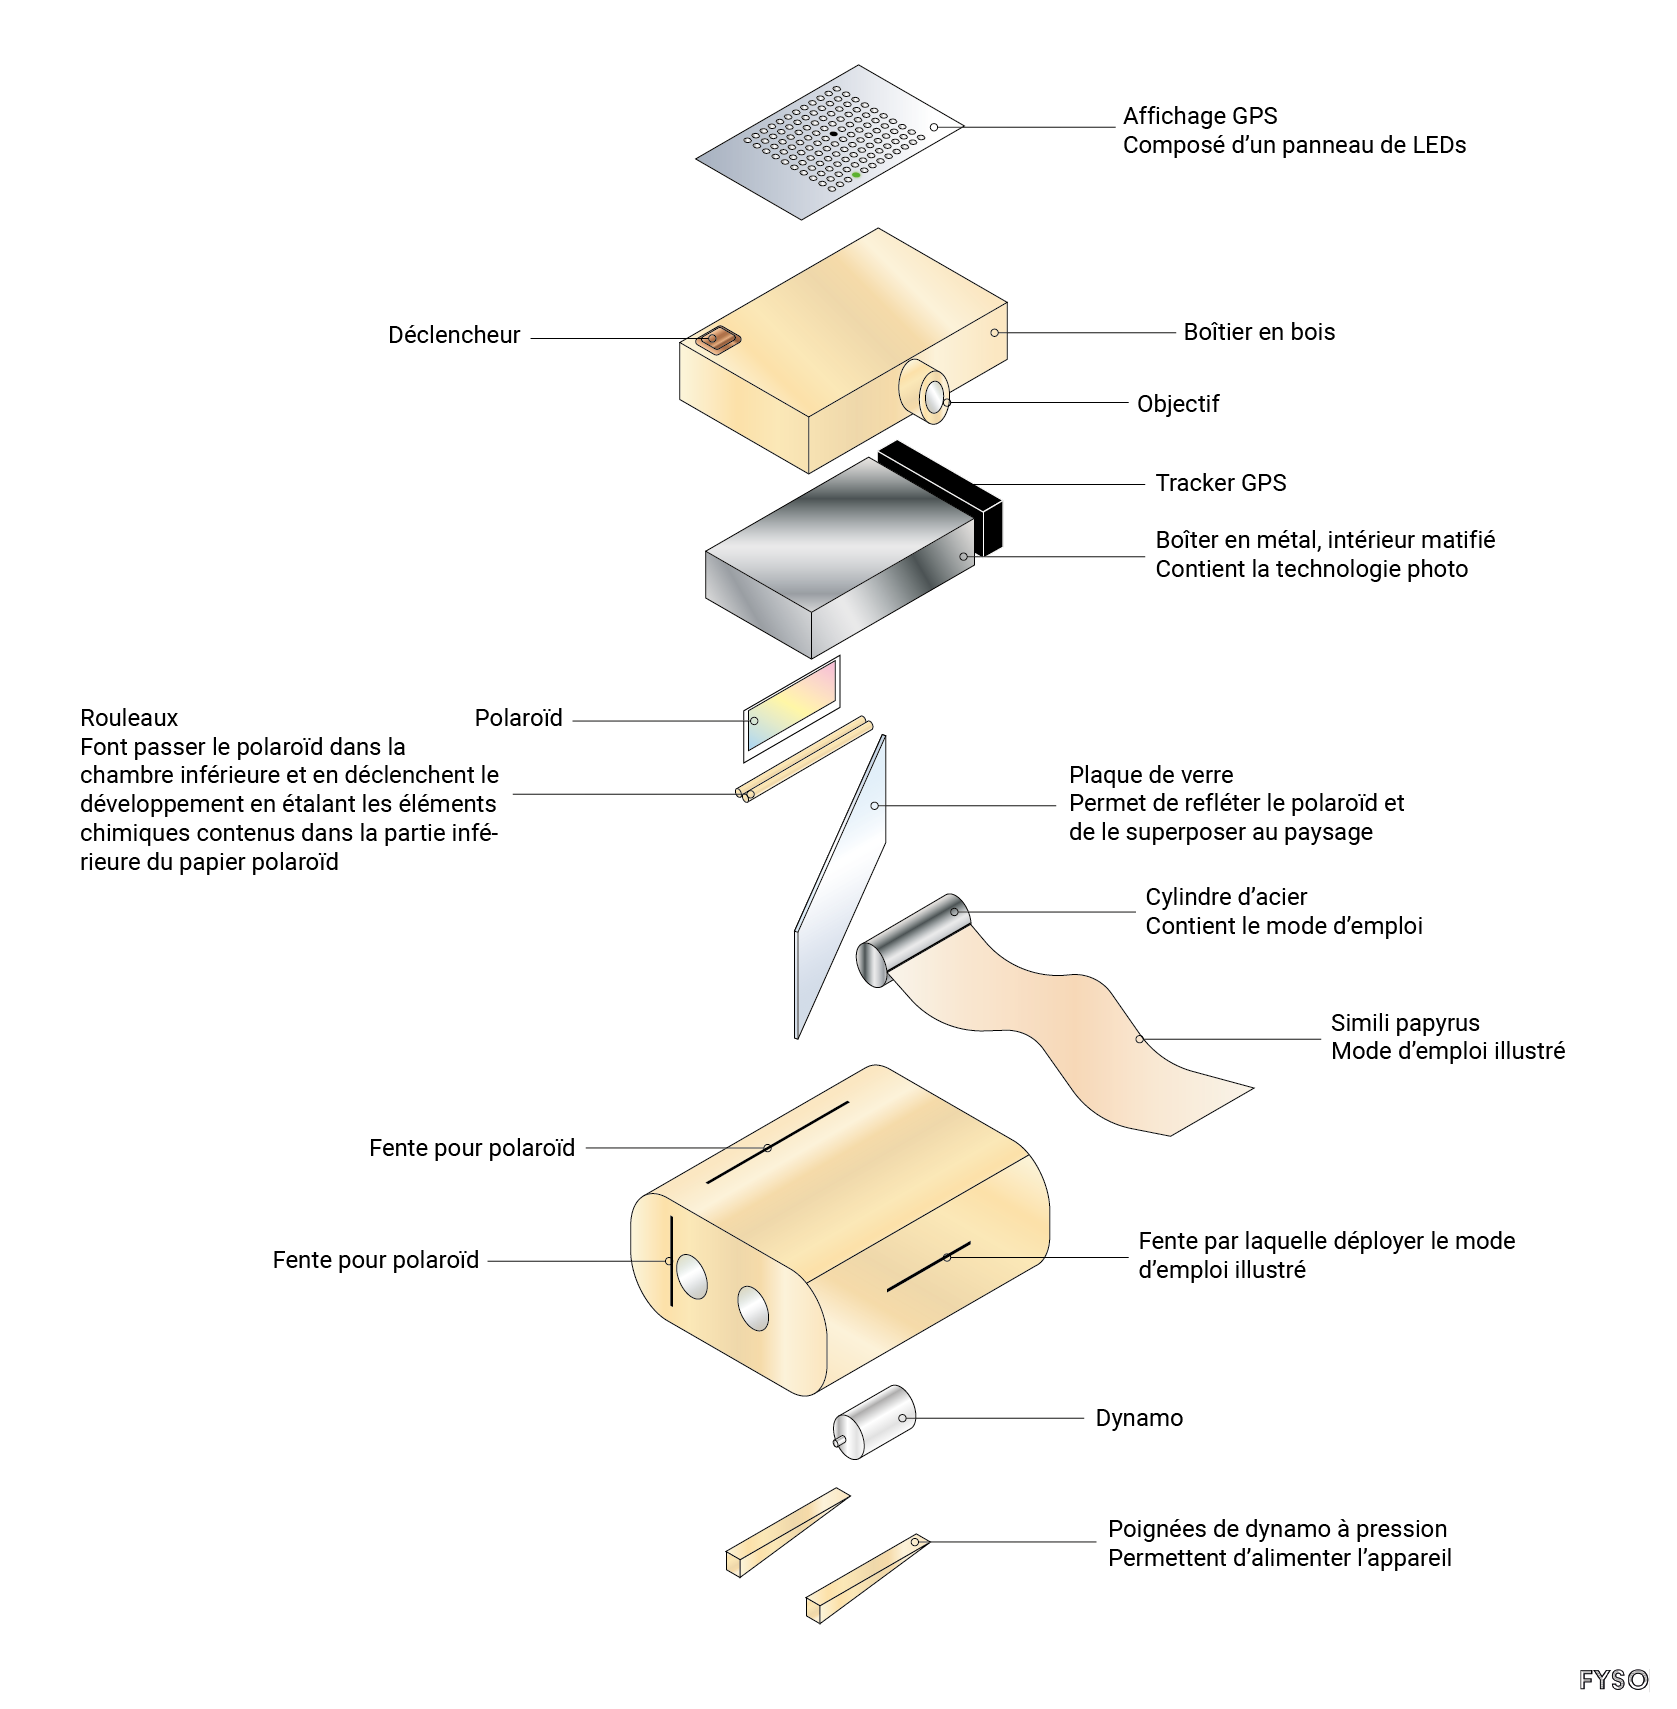 Affichage GPS
Composé d’un panneau de LEDs
Déclencheur
Boîtier en bois
Objectif
Tracker GPS
Boîter en métal, intérieur matifié
Contient la technologie photo
Polaroïd
Rouleaux
Font passer le polaroïd dans la
chambre inférieure et en déclenchent le
développement en étalant les éléments
chimiques contenus dans la partie infé-
rieure du papier polaroïd
Plaque de verre
Permet de refléter le polaroïd et
de le superposer au paysage
Cylindre d’acier
Contient le mode d’emploi
Simili papyrus
Mode d’emploi illustré
Fente pour polaroïd
Fente pour polaroïd
Fente par laquelle déployer le mode
d’emploi illustré
Dynamo
Poignées de dynamo à pression
Permettent d’alimenter l’appareil
FYSO